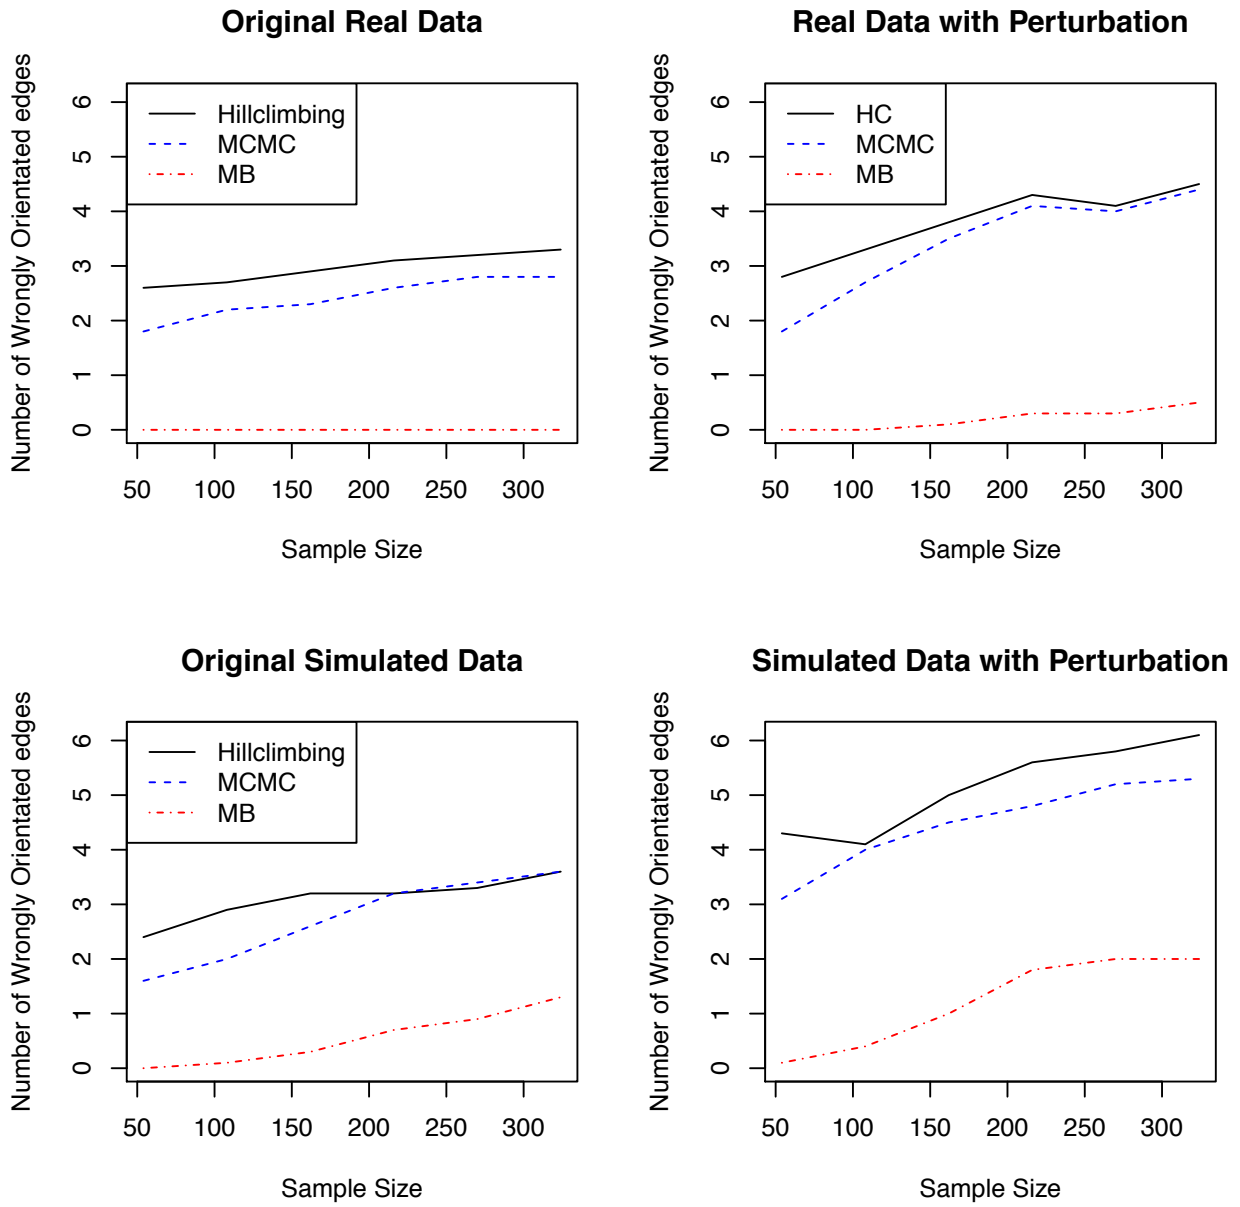 Original Real Data
Number of Wrongly Orientated edges
6
5
4
3
2
1
0
Hillclimbing
MCMC
MB
50 100 150 200 250 300
Sample Size
Real Data with Perturbation
Number of Wrongly Orientated edges
6
5
4
3
2
1
0
HC
MCMC
MB
50 100 150 200 250 300
Sample Size
Original Simulated Data
Number of Wrongly Orientated edges
6
5
4
3
2
1
0
Hillclimbing
MCMC
MB
50 100 150 200 250 300
Sample Size
Simulated Data with Perturbation
Number of Wrongly Orientated edges
6
5
4
3
2
1
0
50 100 150 200 250 300
Sample Size